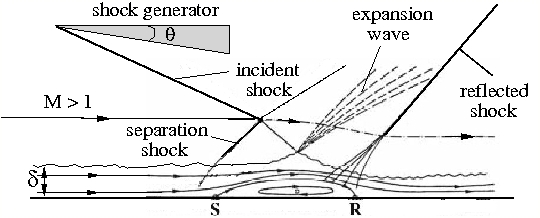 shock generator
θ
expansion
wave
incident
shock
reflected
shock
M > 1
separation
shock
δ
S
R